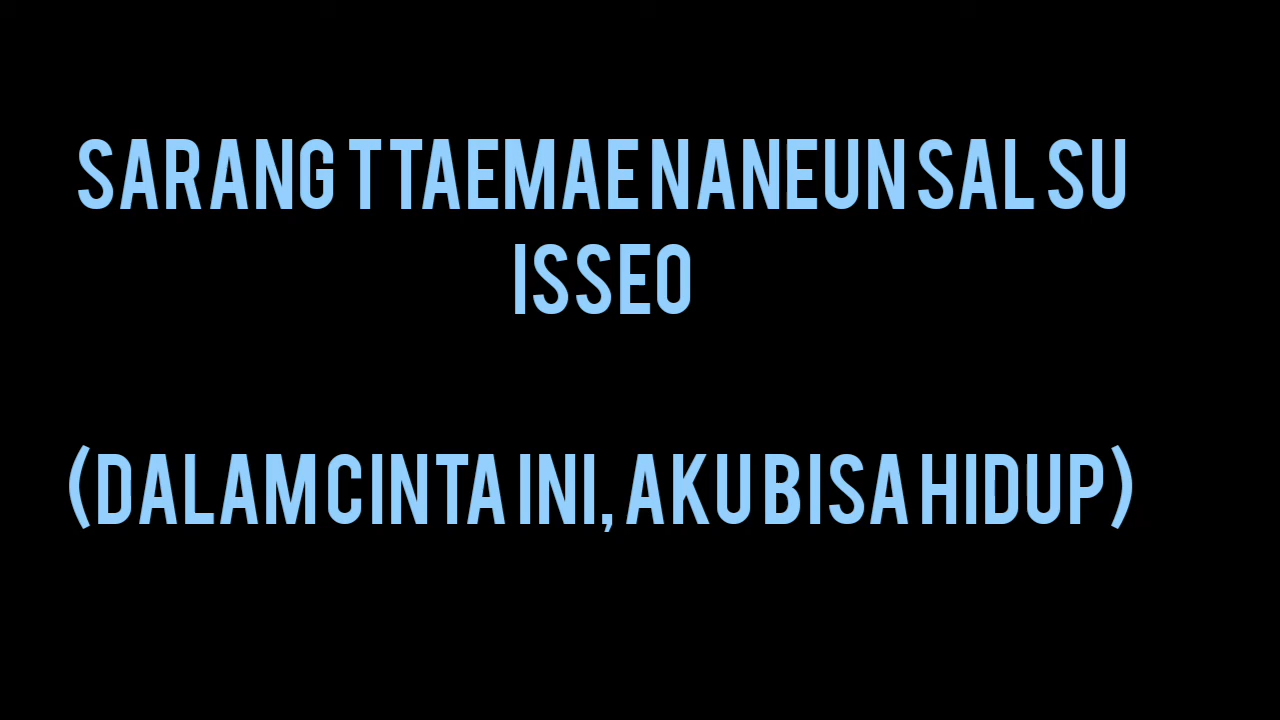 SARANG TTAEMAE NANEUN SAL SU
ISSEO
(DALAM CINTA INI, AKU BISA HIDUP)